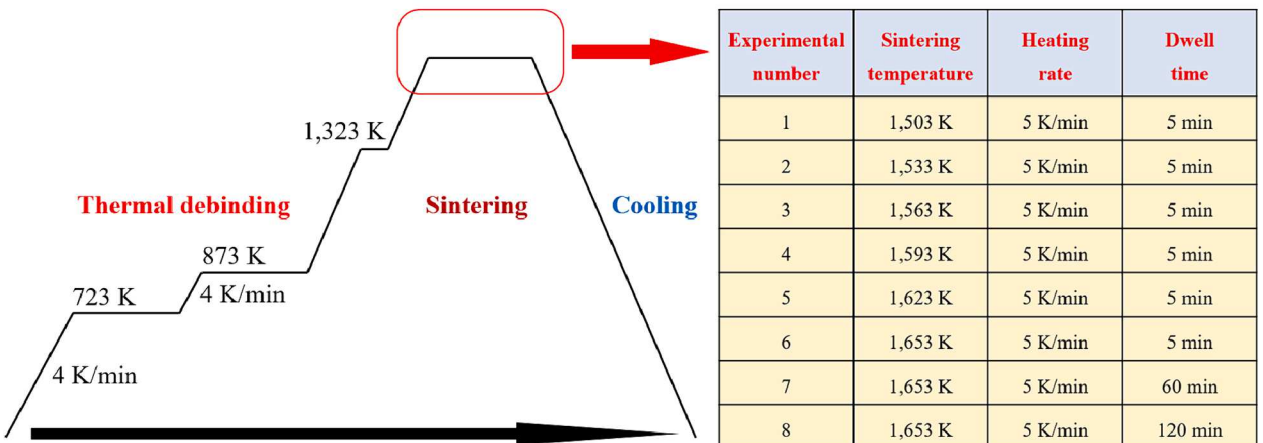 1,323 K
Thermal debinding
Sintering
Cooling
873 K
723 K
4 K/min
4 K/min
Experimental number Sintering temperature Heating rate Dwell time
1 1,503 K 5 K/min 5 min
2 1,533 K 5 K/min 5 min
3 1,563 K 5 K/min 5 min
4 1,593 K 5 K/min 5 min
5 1,623 K 5 K/min 5 min
6 1,653 K 5 K/min 5 min
7 1,653 K 5 K/min 60 min
8 1,653 K 5 K/min 120 min